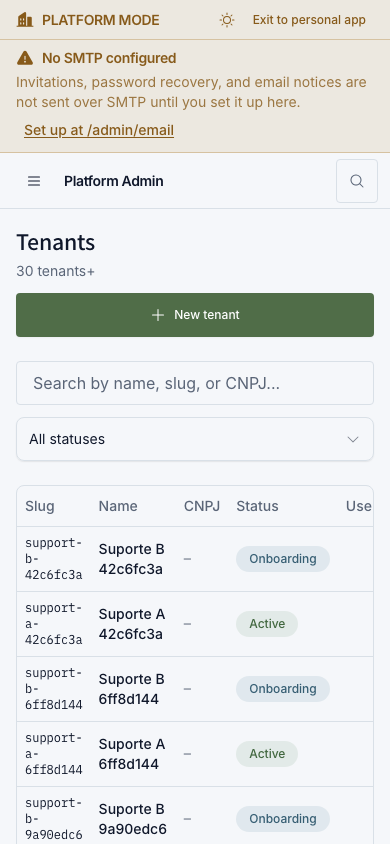 PLATFORM MODE
Exit to personal app
No SMTP configured
Invitations, password recovery, and email notices are
not sent over SMTP until you set it up here.
Set up at /admin/email
Platform Admin
Tenants
30 tenants+
New tenant
Search by name, slug, or CNPJ...
All statuses
Slug Name CNPJ Status Use
support-
b-
42c6fc3a
Suporte B
42c6fc3a
–
Onboarding
support-
a-
42c6fc3a
Suporte A
42c6fc3a
–
Active
support-
b-
6ff8d144
Suporte B
6ff8d144
–
Onboarding
support-
a-
6ff8d144
Suporte A
6ff8d144
–
Active
support-
b-
9a90edc6
Suporte B
9a90edc6
–
Onboarding